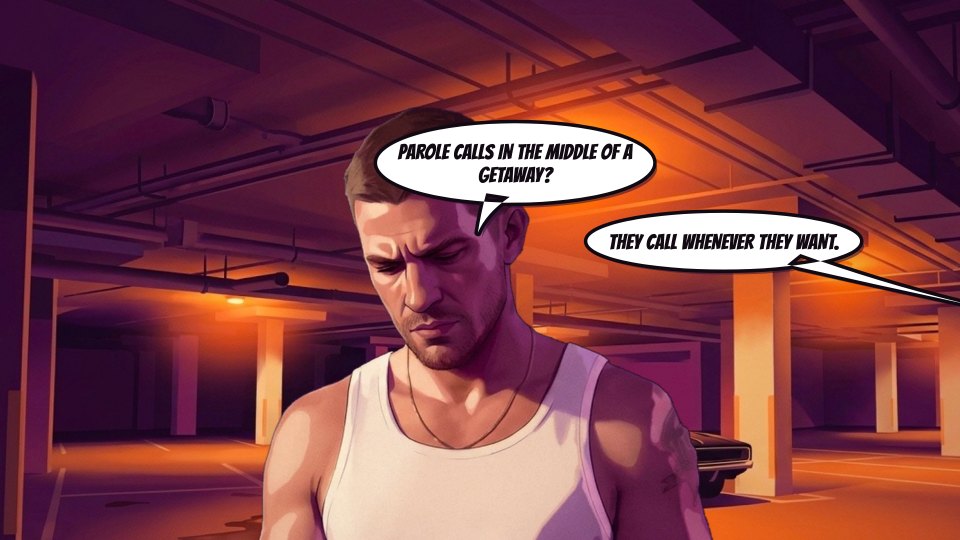 PAROLE CALLS IN THE MIDDLE OF A
GETAWAY?
THEY CALL WHENEVER THEY WANT.